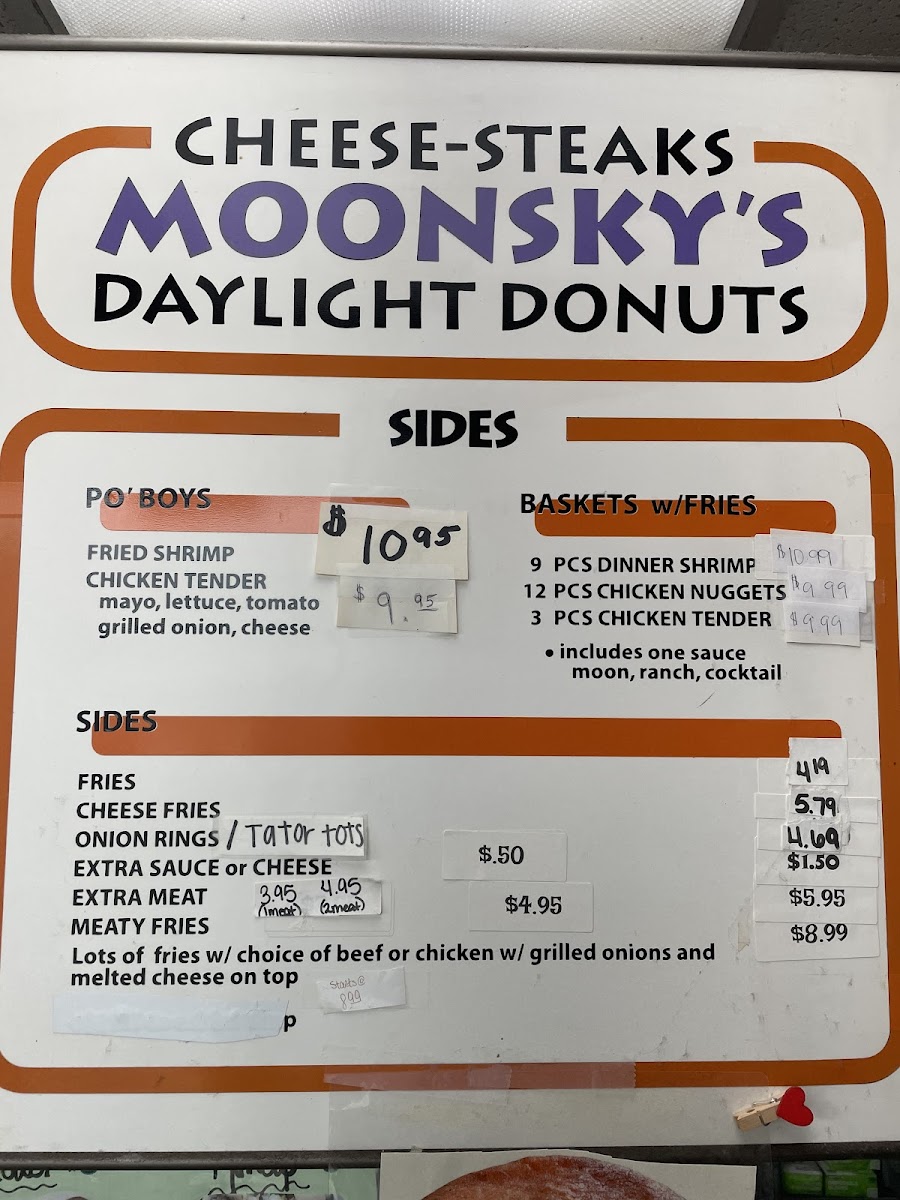 CHEESE-STEAKS
MOONSKY'S
DAYLIGHT DONUTS
SIDES
PO' BOYS
FRIED SHRIMP $10.95
CHICKEN TENDER $9.95
mayo, lettuce, tomato
grilled onion, cheese
BASKETS w/FRIES
9 PCS DINNER SHRIMP $10.99
12 PCS CHICKEN NUGGETS $9.99
3 PCS CHICKEN TENDER $9.99
• includes one sauce
moon, ranch, cocktail
SIDES
FRIES 419
CHEESE FRIES 5.79
ONION RINGS / Tator tots 4.69
EXTRA SAUCE or CHEESE $.50 $1.50
EXTRA MEAT 3.95 (1meat) 4.95 (2meat) $4.95 $5.95
MEATY FRIES $8.99
Lots of fries w/ choice of beef or chicken w/ grilled onions and
melted cheese on top
Starts @
899
p